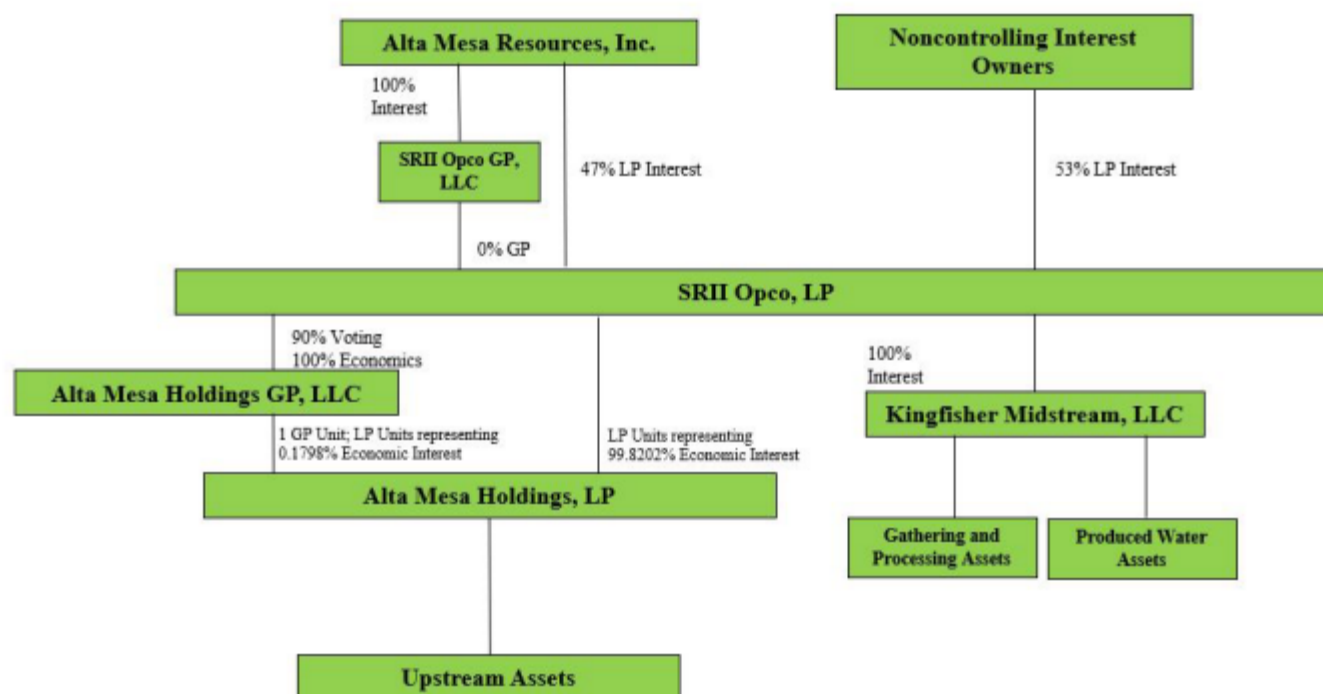 Alta Mesa Resources, Inc.
Noncontrolling Interest
Owners
100%
Interest
SRII Opco GP,
LLC
47% LP Interest
53% LP Interest
0% GP
SRII Opco, LP
90% Voting
100% Economics
100%
Interest
Alta Mesa Holdings GP, LLC
Kingfisher Midstream, LLC
1 GP Unit; LP Units representing
0.1798% Economic Interest
LP Units representing
99.8202% Economic Interest
Alta Mesa Holdings, LP
Gathering and
Processing Assets
Produced Water
Assets
Upstream Assets